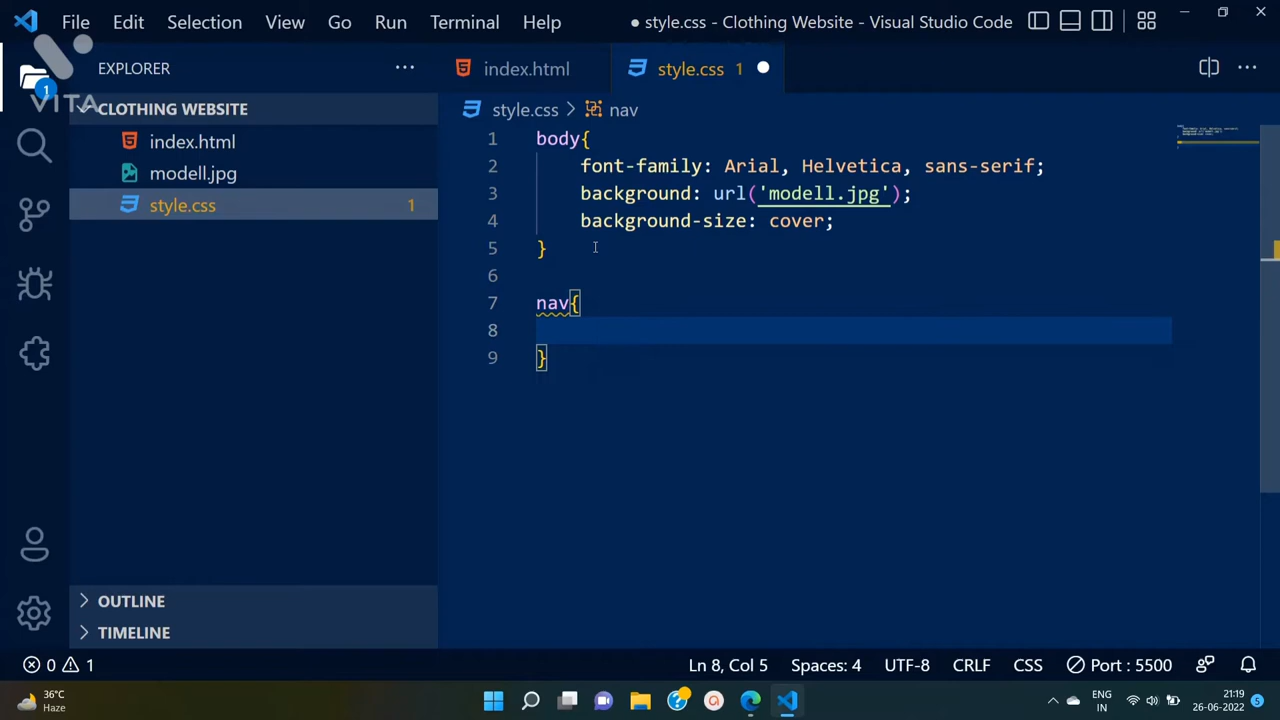 File Edit Selection View Go Run Terminal Help
● style.css - Clothing Website - Visual Studio Code
VITA
1
EXPLORER
CLOTHING WEBSITE
index.html
modell.jpg
style.css 1
OUTLINE
TIMELINE
index.html
style.css 1
style.css > nav
1 body{
2 font-family: Arial, Helvetica, sans-serif;
3 background: url('modell.jpg');
4 background-size: cover;
5 }
6
7 nav{
8
9 }
0 1
Ln 8, Col 5 Spaces: 4 UTF-8 CRLF CSS Port : 5500
36°C
Haze
ENG
IN
21:19
26-06-2022
5